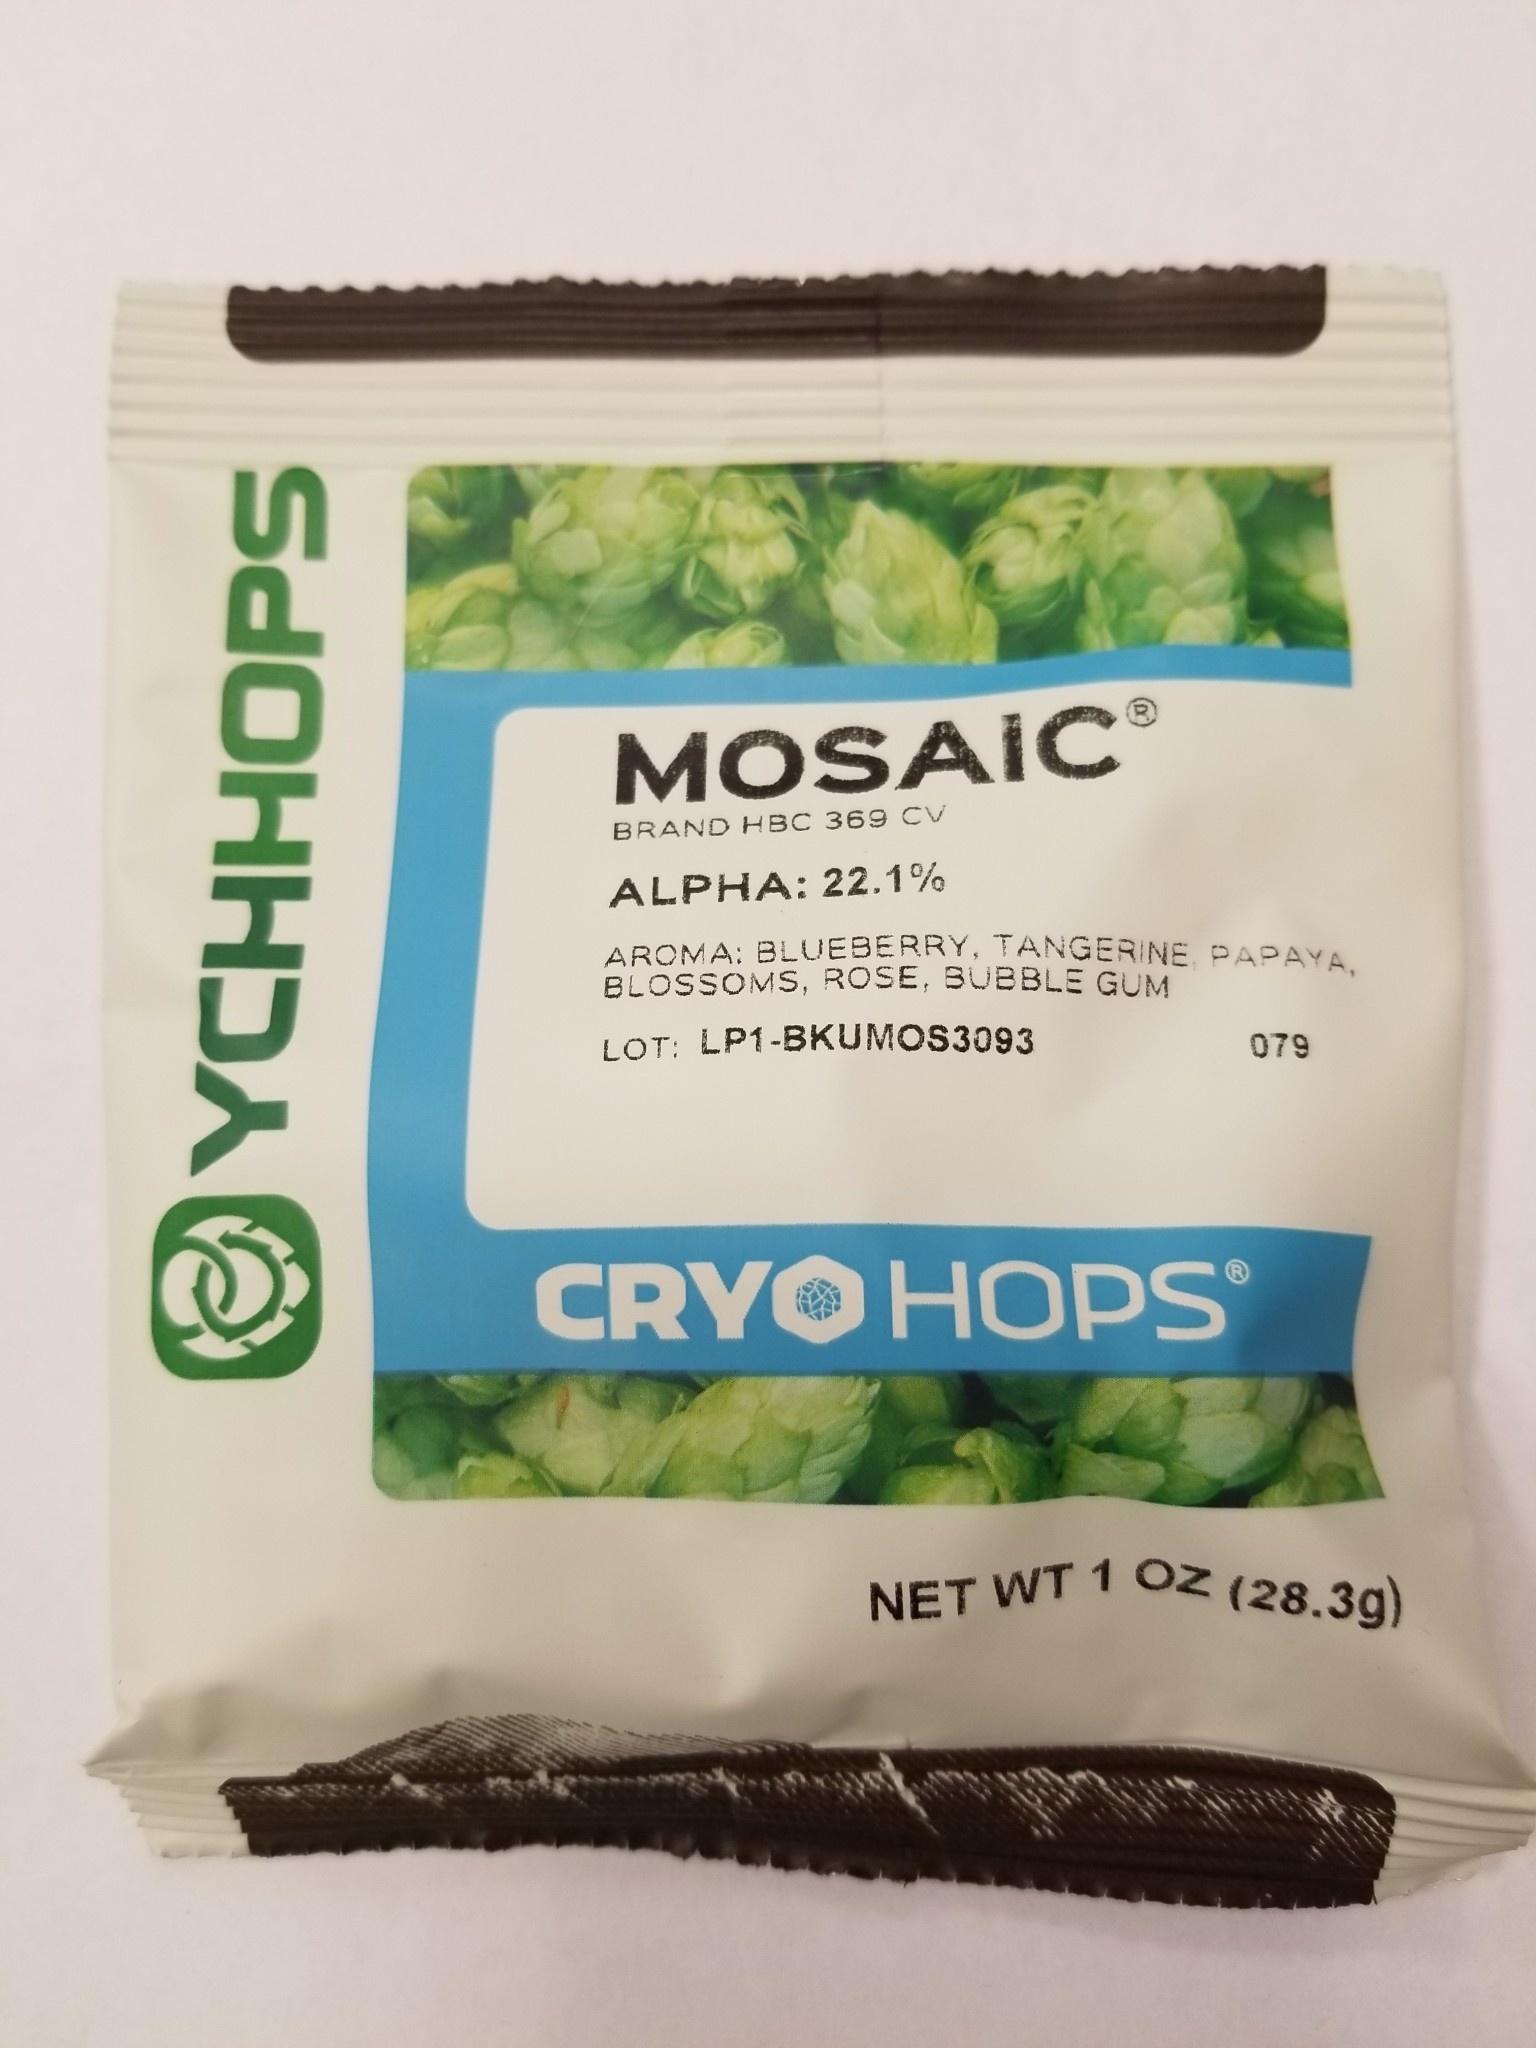 YCHHOPS
MOSAIC®
BRAND HBC 369 CV
ALPHA: 22.1%
AROMA: BLUEBERRY, TANGERINE, PAPAYA,
BLOSSOMS, ROSE, BUBBLE GUM
LOT: LP1-BKUMOS3093 079
CRYO HOPS®
NET WT 1 OZ (28.3g)